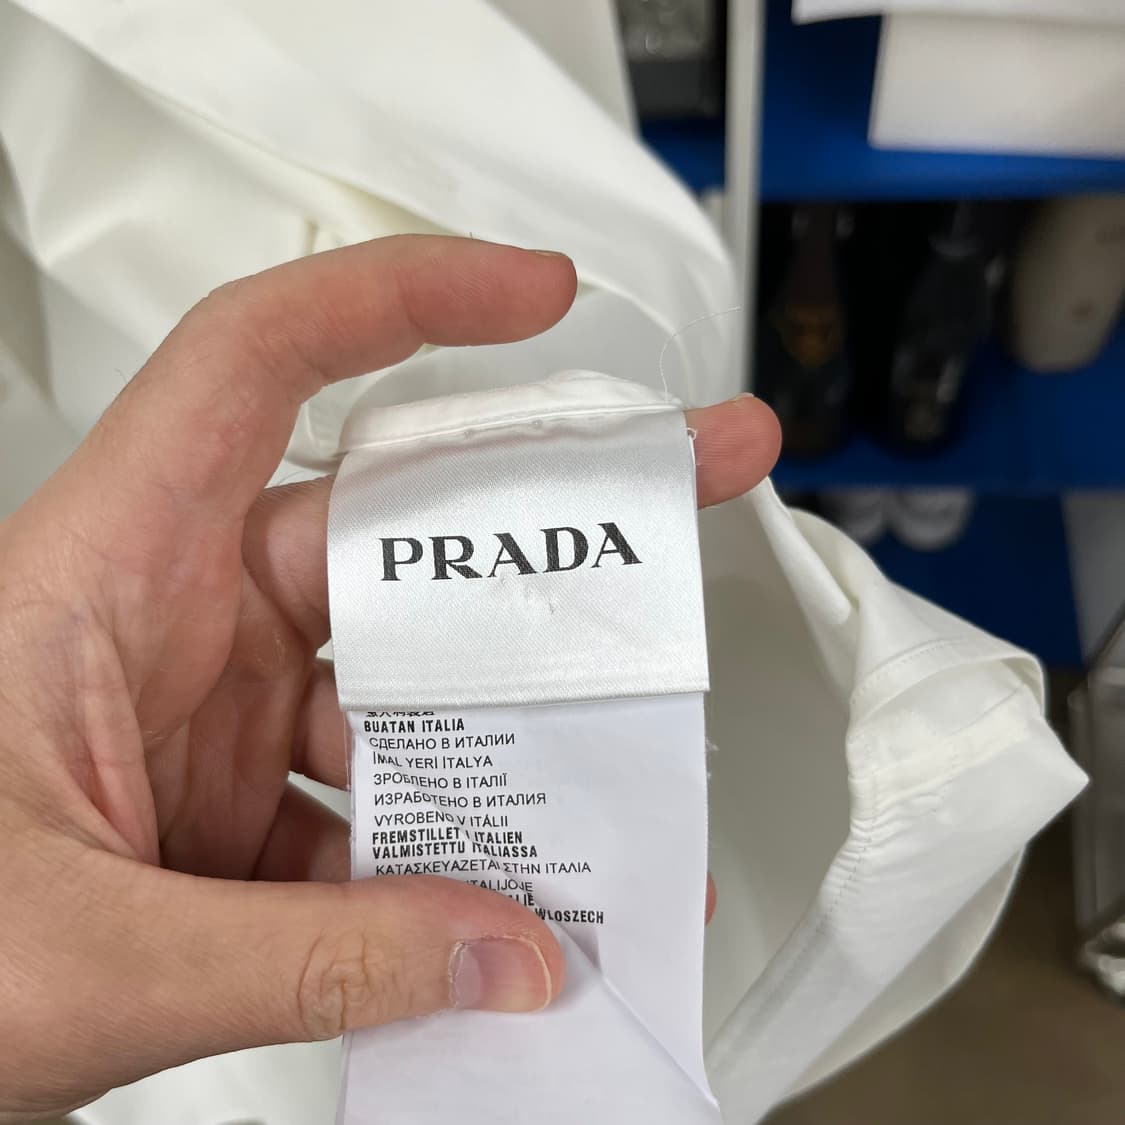 PRADA
BUATAN ITALIA
СДЕЛАНО В ИТАЛИИ
İMAL YERİ İTALYA
ЗРОБЛЕНО В ІТАЛІЇ
ИЗРАБОТЕНО В ИТАЛИЯ
VYROBENO V ITÁLII
FREMSTILLET I ITALIEN
VALMISTETTU ITALIASSA
ΚΑΤΑΣΚΕΥΑΖΕΤΑΙ ΣΤΗΝ ΙΤΑΛΙΑ